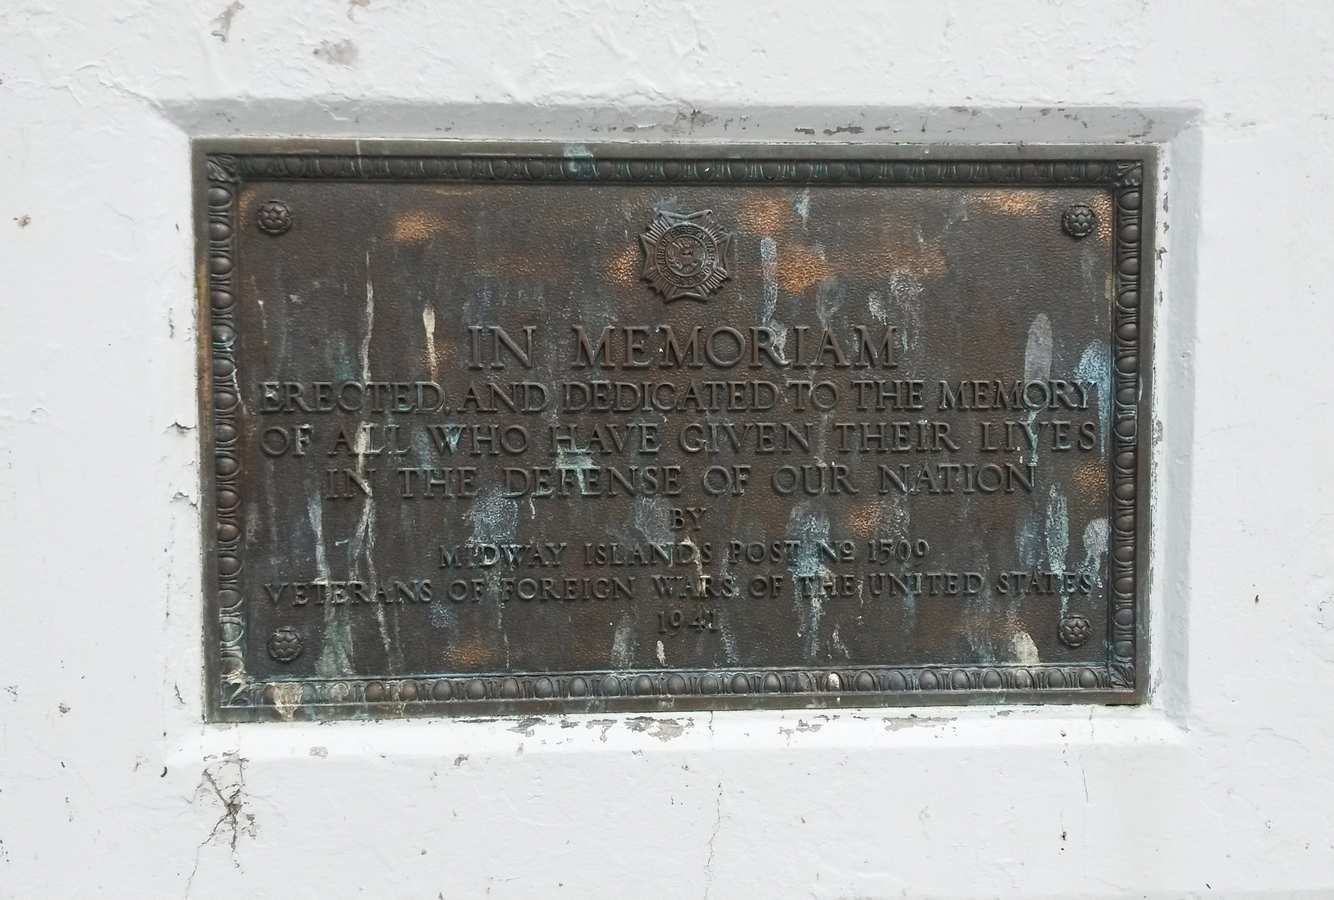 IN MEMORIAM
ERECTED AND DEDICATED TO THE MEMORY
OF ALL WHO HAVE GIVEN THEIR LIVES
IN THE DEFENSE OF OUR NATION
BY
MIDWAY ISLANDS POST Nº 1509
VETERANS OF FOREIGN WARS OF THE UNITED STATES
1941